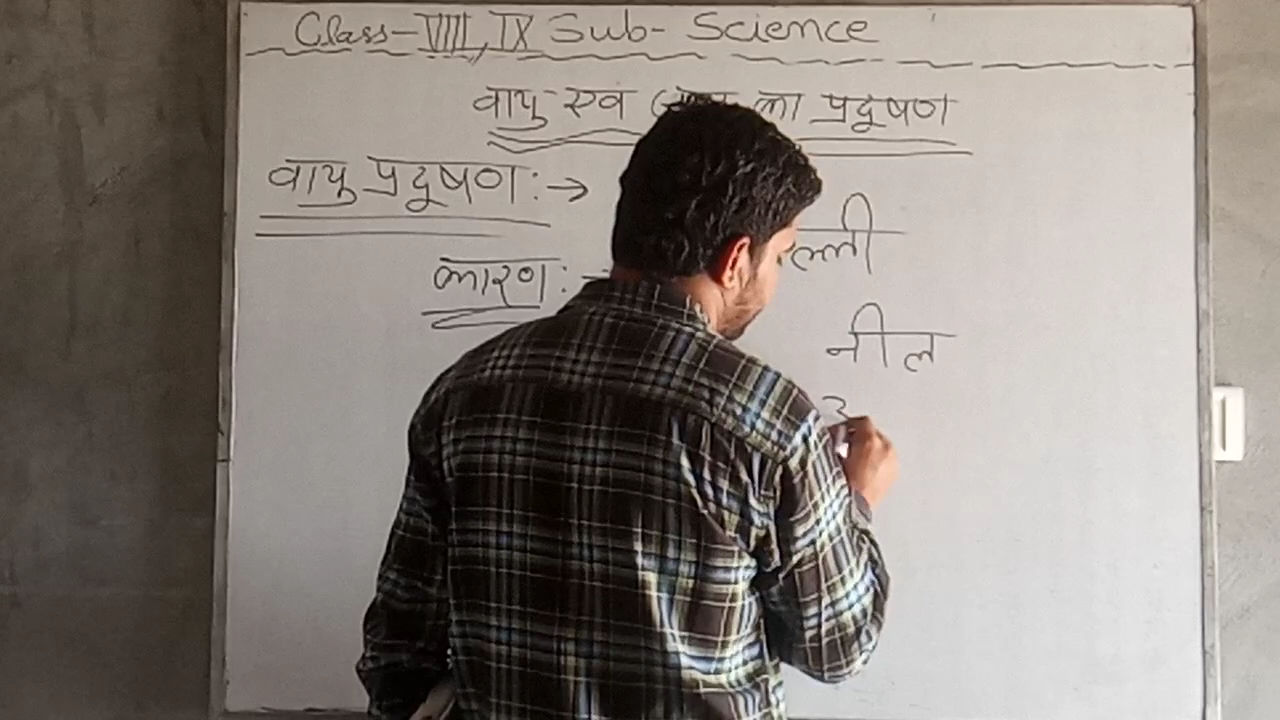 Class-VIII, IX Sub- Science
वायु एव का प्रदूषण
वायु प्रदूषण :→
कारण :-
नील